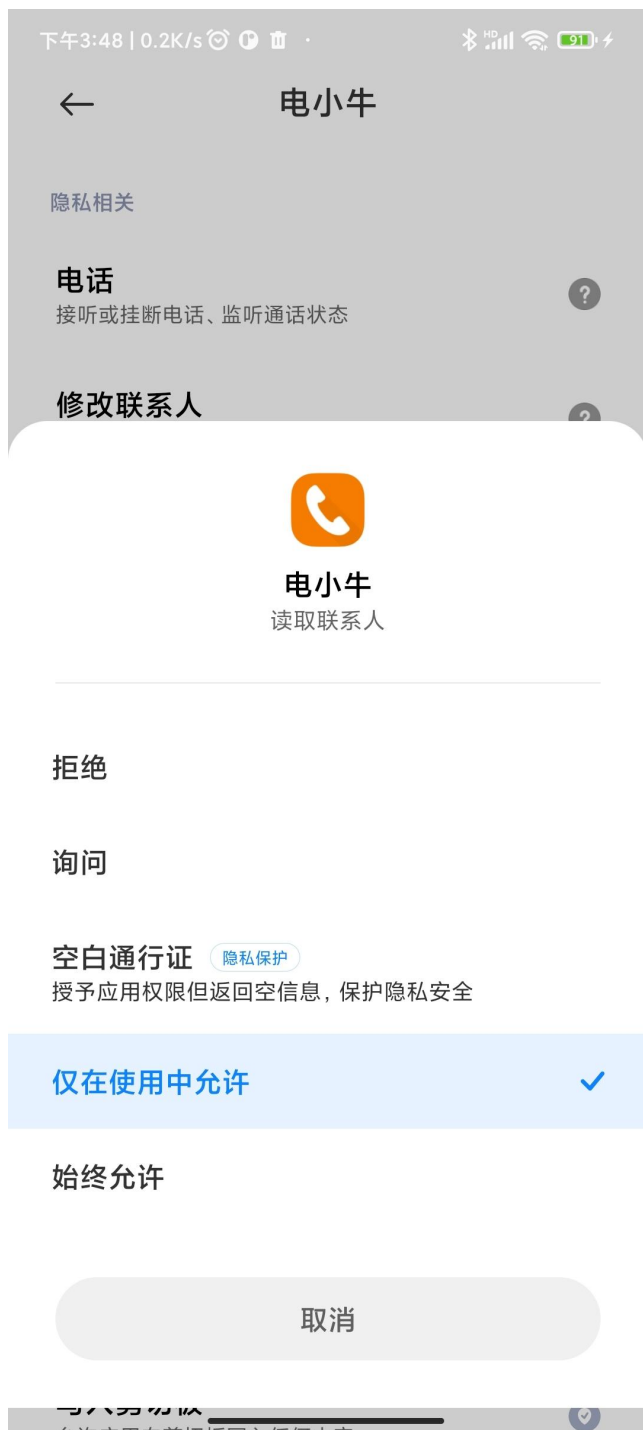 下午3:48 | 0.2K/s
HD
91
电小牛
隐私相关
电话
接听或挂断电话、监听通话状态
修改联系人
电小牛
读取联系人
拒绝
询问
空白通行证 隐私保护
授予应用权限但返回空信息，保护隐私安全
仅在使用中允许
始终允许
取消